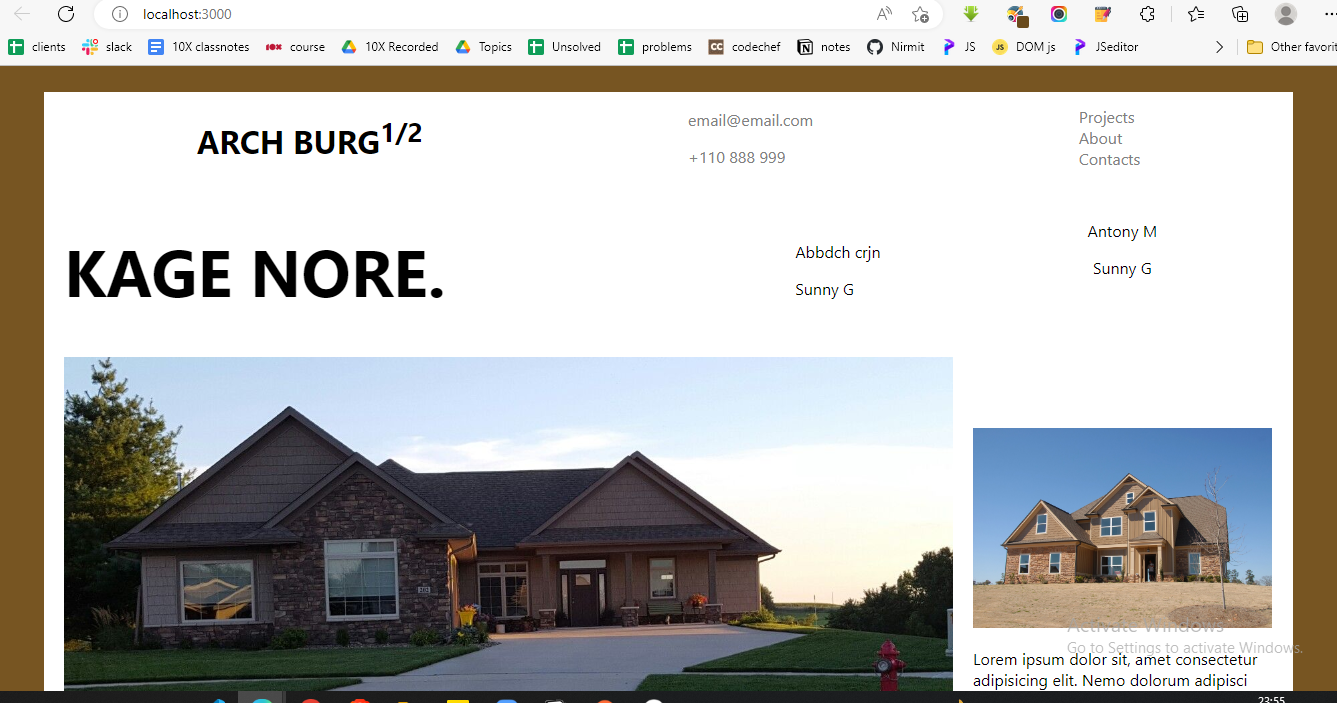 localhost:3000
clients
slack
10X classnotes
course
10X Recorded
Topics
Unsolved
problems
CC
codechef
notes
Nirmit
JS
JS
DOM js
JSeditor
Other favorit
ARCH BURG1/2
email@email.com
+110 888 999
Projects
About
Contacts
KAGE NORE.
Abbdch crjn
Sunny G
Antony M
Sunny G
Activate Windows
Go to Settings to activate Windows.
Lorem ipsum dolor sit, amet consectetur
adipisicing elit. Nemo dolorum adipisci
23:55